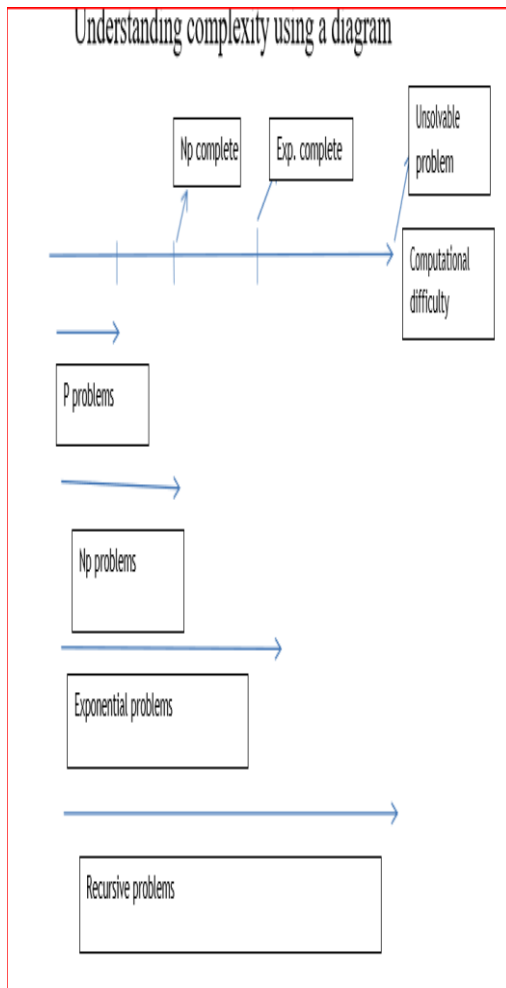 Understanding complexity using a diagram
Unsolvable
problem
Np complete
Exp. complete
Computational
difficulty
P problems
Np problems
Exponential problems
Recursive problems